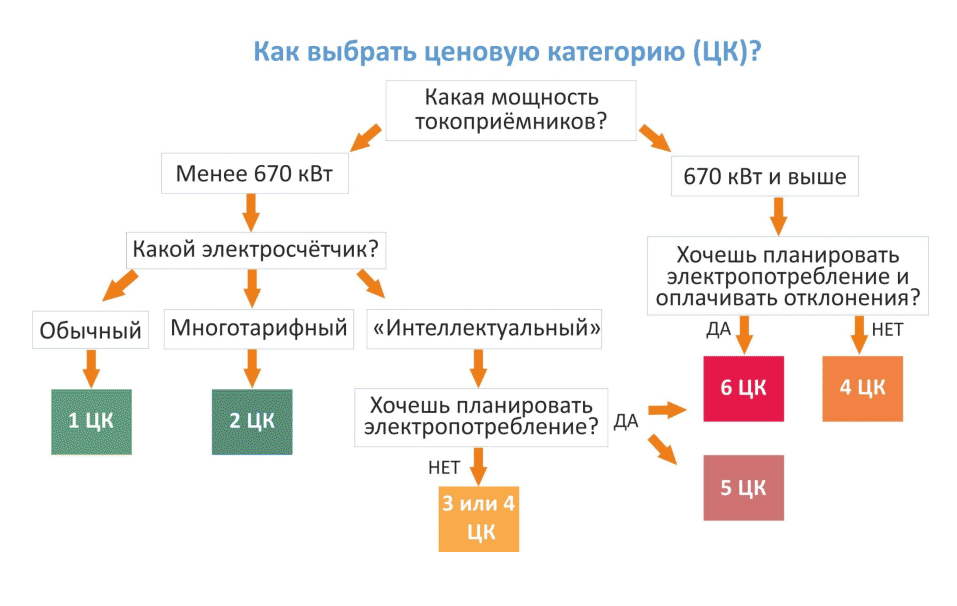 Как выбрать ценовую категорию (ЦК)?
Какая мощность
токоприёмников?
Менее 670 кВт
670 кВт и выше
Какой электросчётчик?
Хочешь планировать
электропотребление и
оплачивать отклонения?
Обычный
Многотарифный
«Интеллектуальный»
ДА
НЕТ
1 ЦК
2 ЦК
Хочешь планировать
электропотребление?
ДА
6 ЦК
4 ЦК
НЕТ
5 ЦК
3 или 4
ЦК